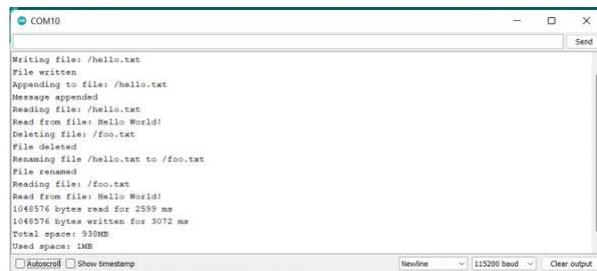 COM10
Send
Writing file: /hello.txt
File written
Appending to file: /hello.txt
Message appended
Reading file: /hello.txt
Read from file: Hello World!
Deleting file: /foo.txt
File deleted
Renaming file /hello.txt to /foo.txt
File renamed
Reading file: /foo.txt
Read from file: Hello World!
1048576 bytes read for 2599 ms
1048576 bytes written for 3072 ms
Total space: 938MB
Used space: 1MB
Autoscroll Show timestamp Newline 115200 baud Clear output